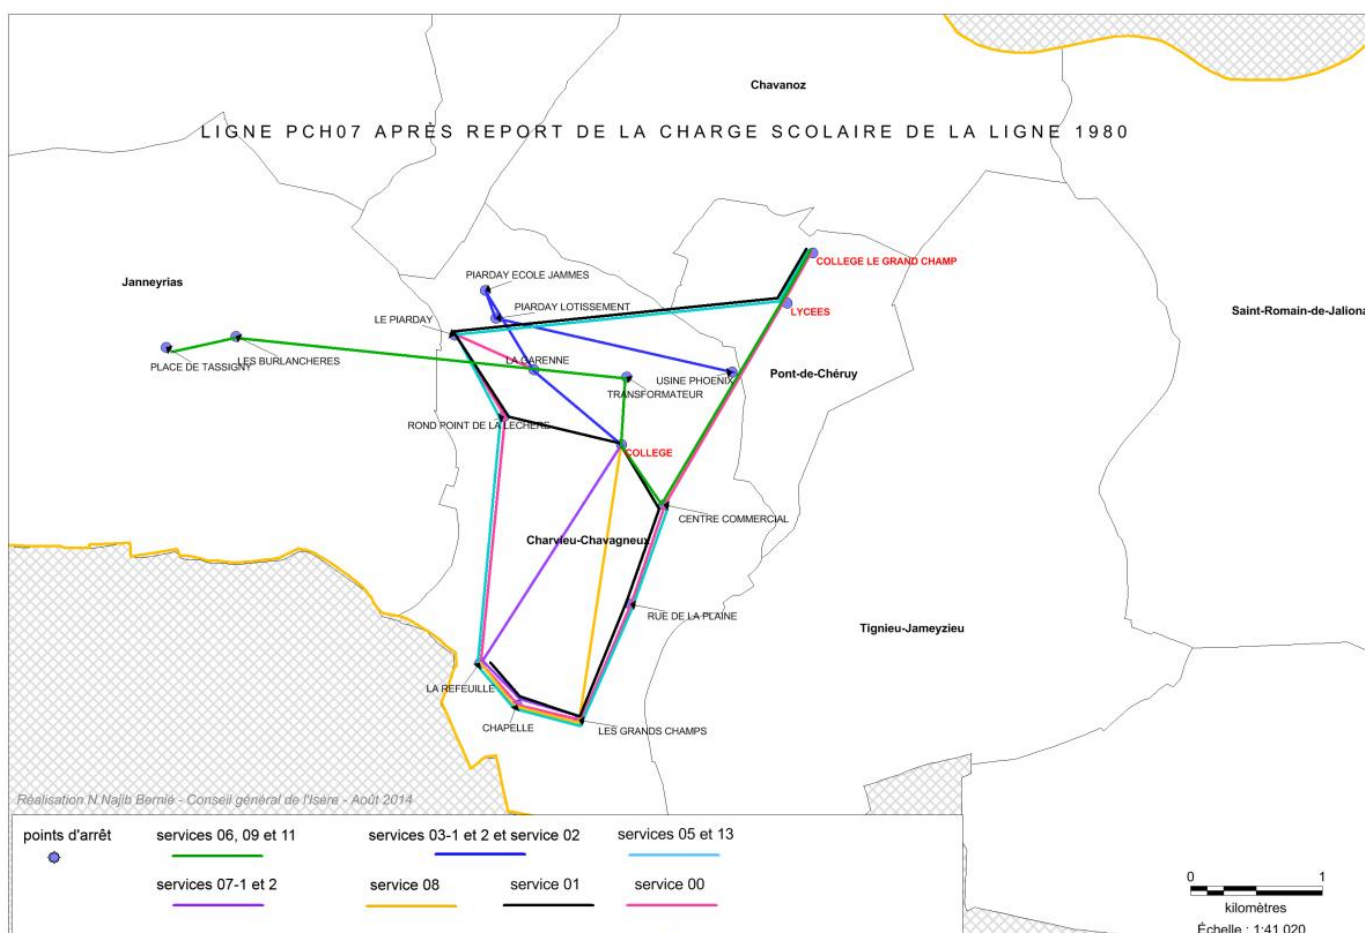 Chavanoz
LIGNE PCH07 APRÈS REPORT DE LA CHARGE SCOLAIRE DE LA LIGNE 1980
COLLEGE LE GRAND CHAMP
PIARDAY ECOLE JAMMES
Janneyrias
PIARDAY LOTISSEMENT
LYCEES
Saint-Romain-de-Jaliona
LE PIARDAY
LES BURLANCHERES
PLACE DE TASSIGNY
LA GARENNE
USINE PHOENIX
Pont-de-Chéruy
TRANSFORMATEUR
ROND POINT DE LA LECHERE
COLLEGE
CENTRE COMMERCIAL
Charvieu-Chavagneux
RUE DE LA PLAINE
Tignieu-Jameyzieu
LA REFEUILLE
CHAPELLE
LES GRANDS CHAMPS
Réalisation N.Najib Bernié - Conseil général de l'Isère - Août 2014
points d'arrêt
services 06, 09 et 11
services 03-1 et 2 et service 02
services 05 et 13
services 07-1 et 2
service 08
service 01
service 00
0 1
kilomètres
Échelle : 1:41 020